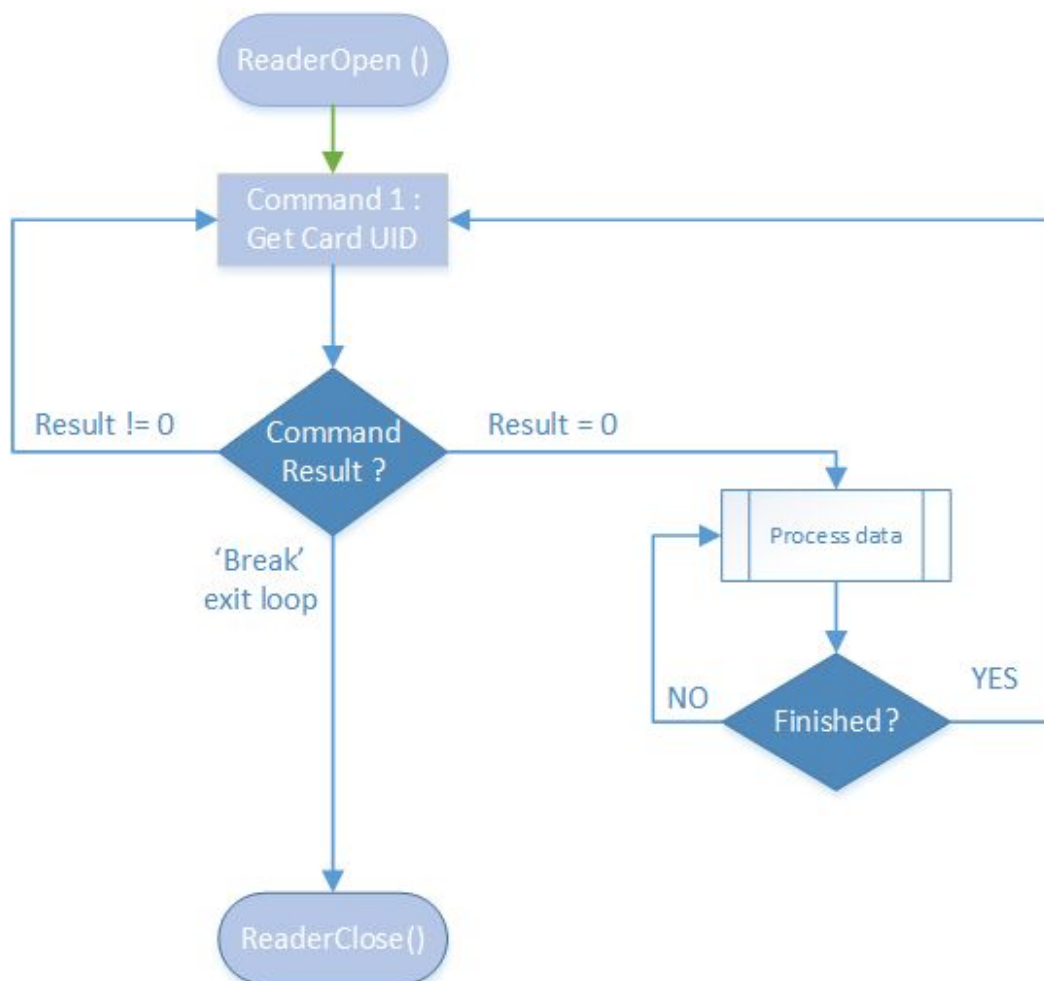 ReaderOpen ()
Command 1 :
Get Card UID
Result != 0
Command
Result ?
Result = 0
Process data
‘Break’
exit loop
NO
Finished?
YES
ReaderClose()